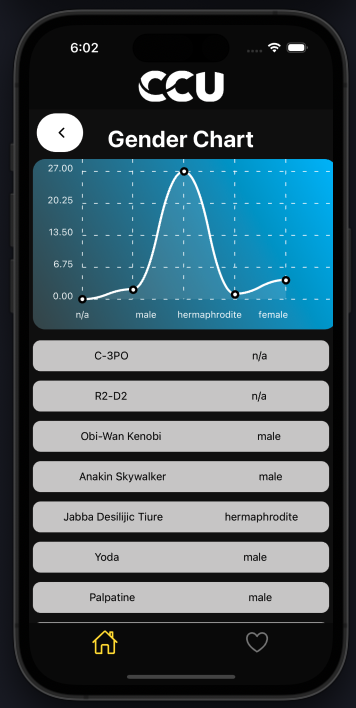 6:02
CCU
Gender Chart
27.00
20.25
13.50
6.75
0.00
n/a male hermaphrodite female
C-3PO n/a
R2-D2 n/a
Obi-Wan Kenobi male
Anakin Skywalker male
Jabba Desilijic Tiure hermaphrodite
Yoda male
Palpatine male